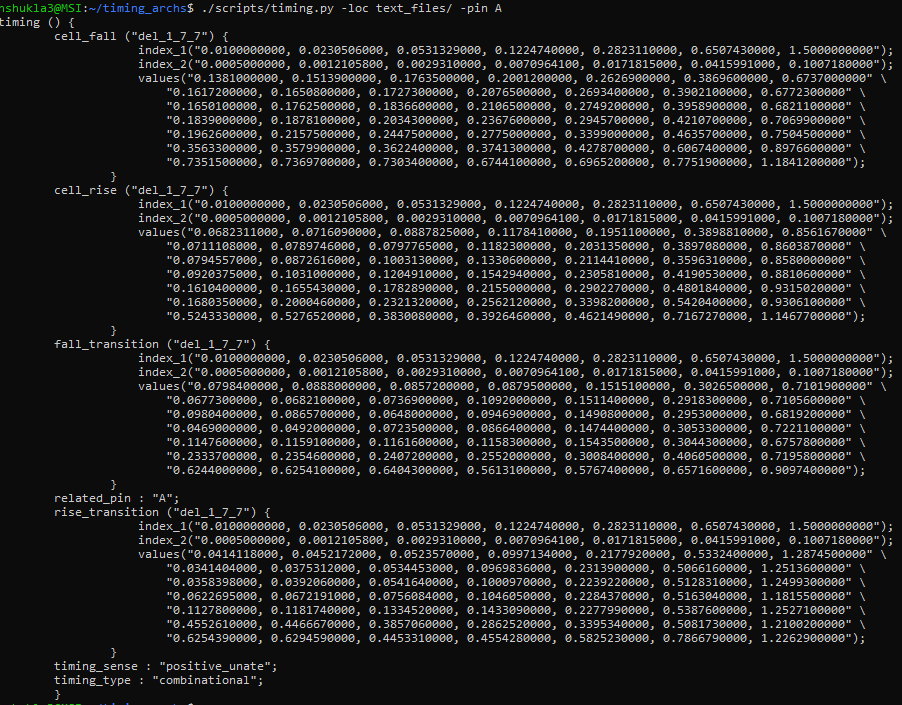 nshukla3@MSI:~/timing_archs$ ./scripts/timing.py -loc text_files/ -pin A
timing () {
        cell_fall ("del_1_7_7") {
                    index_1("0.0100000000, 0.0230506000, 0.0531329000, 0.1224740000, 0.2823110000, 0.6507430000, 1.5000000000");
                    index_2("0.0005000000, 0.0012105800, 0.0029310000, 0.0070964100, 0.0171815000, 0.0415991000, 0.1007180000");
                    values("0.1381000000, 0.1513900000, 0.1763500000, 0.2001200000, 0.2626900000, 0.3869600000, 0.6737000000" \
                        "0.1617200000, 0.1650800000, 0.1727300000, 0.2076500000, 0.2693400000, 0.3902100000, 0.6772300000" \
                        "0.1650100000, 0.1762500000, 0.1836600000, 0.2106500000, 0.2749200000, 0.3958900000, 0.6821100000" \
                        "0.1839000000, 0.1878100000, 0.2034300000, 0.2367600000, 0.2945700000, 0.4210700000, 0.7069900000" \
                        "0.1962600000, 0.2157500000, 0.2447500000, 0.2775000000, 0.3399000000, 0.4635700000, 0.7504500000" \
                        "0.3563300000, 0.3579900000, 0.3622400000, 0.3741300000, 0.4278700000, 0.6067400000, 0.8976600000" \
                        "0.7351500000, 0.7369700000, 0.7303400000, 0.6744100000, 0.6965200000, 0.7751900000, 1.1841200000");
                }
        cell_rise ("del_1_7_7") {
                    index_1("0.0100000000, 0.0230506000, 0.0531329000, 0.1224740000, 0.2823110000, 0.6507430000, 1.5000000000");
                    index_2("0.0005000000, 0.0012105800, 0.0029310000, 0.0070964100, 0.0171815000, 0.0415991000, 0.1007180000");
                    values("0.0682311000, 0.0716090000, 0.0887825000, 0.1178410000, 0.1951100000, 0.3898810000, 0.8561670000" \
                        "0.0711108000, 0.0789746000, 0.0797765000, 0.1182300000, 0.2031350000, 0.3897080000, 0.8603870000" \
                        "0.0794557000, 0.0872616000, 0.1003130000, 0.1330600000, 0.2114410000, 0.3596310000, 0.8580000000" \
                        "0.0920375000, 0.1031000000, 0.1204910000, 0.1542940000, 0.2305810000, 0.4190530000, 0.8810600000" \
                        "0.1610400000, 0.1655430000, 0.1782890000, 0.2155000000, 0.2902270000, 0.4801840000, 0.9315020000" \
                        "0.1680350000, 0.2000460000, 0.2321320000, 0.2562120000, 0.3398200000, 0.5420400000, 0.9306100000" \
                        "0.5243330000, 0.5276520000, 0.3830080000, 0.3926460000, 0.4621490000, 0.7167270000, 1.1467700000");
                }
        fall_transition ("del_1_7_7") {
                    index_1("0.0100000000, 0.0230506000, 0.0531329000, 0.1224740000, 0.2823110000, 0.6507430000, 1.5000000000");
                    index_2("0.0005000000, 0.0012105800, 0.0029310000, 0.0070964100, 0.0171815000, 0.0415991000, 0.1007180000");
                    values("0.0798400000, 0.0888000000, 0.0857200000, 0.0879500000, 0.1515100000, 0.3026500000, 0.7101900000" \
                        "0.0677300000, 0.0682100000, 0.0736900000, 0.1092000000, 0.1511400000, 0.2918300000, 0.7105600000" \
                        "0.0980400000, 0.0865700000, 0.0648000000, 0.0946900000, 0.1490800000, 0.2953000000, 0.6819200000" \
                        "0.0469000000, 0.0492000000, 0.0723500000, 0.0866400000, 0.1474400000, 0.3053300000, 0.7221100000" \
                        "0.1147600000, 0.1159100000, 0.1161600000, 0.1158300000, 0.1543500000, 0.3044300000, 0.6757800000" \
                        "0.2333700000, 0.2354600000, 0.2407200000, 0.2552000000, 0.3008400000, 0.4060500000, 0.7195800000" \
                        "0.6244000000, 0.6254100000, 0.6404300000, 0.5613100000, 0.5767400000, 0.6571600000, 0.9097400000");
                }
        related_pin : "A";
        rise_transition ("del_1_7_7") {
                    index_1("0.0100000000, 0.0230506000, 0.0531329000, 0.1224740000, 0.2823110000, 0.6507430000, 1.5000000000");
                    index_2("0.0005000000, 0.0012105800, 0.0029310000, 0.0070964100, 0.0171815000, 0.0415991000, 0.1007180000");
                    values("0.0414118000, 0.0452172000, 0.0523570000, 0.0997134000, 0.2177920000, 0.5332400000, 1.2874500000" \
                        "0.0341404000, 0.0375312000, 0.0534453000, 0.0969836000, 0.2313900000, 0.5066160000, 1.2513600000" \
                        "0.0358398000, 0.0392060000, 0.0541640000, 0.1000970000, 0.2239220000, 0.5128310000, 1.2499300000" \
                        "0.0622695000, 0.0672191000, 0.0756084000, 0.1046050000, 0.2284370000, 0.5163040000, 1.1815500000" \
                        "0.1127800000, 0.1181740000, 0.1334520000, 0.1433090000, 0.2277990000, 0.5387600000, 1.2527100000" \
                        "0.4552610000, 0.4466670000, 0.3857060000, 0.2862520000, 0.3395340000, 0.5081730000, 1.2100200000" \
                        "0.6254390000, 0.6294590000, 0.4453310000, 0.4554280000, 0.5825230000, 0.7866790000, 1.2262900000");
                }
        timing_sense : "positive_unate";
        timing_type : "combinational";
        }